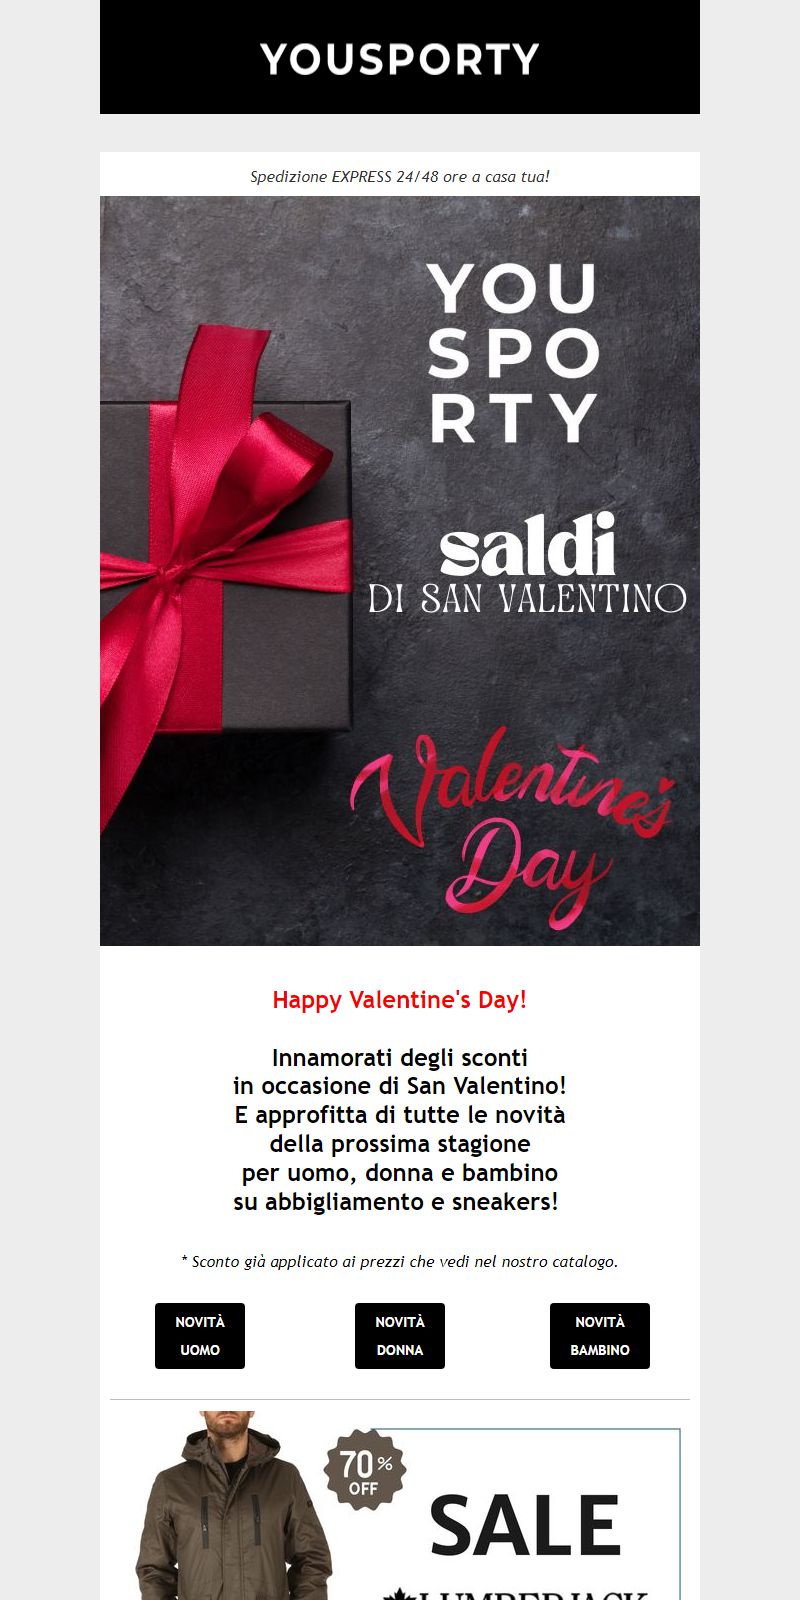 YOUSPORTY
Spedizione EXPRESS 24/48 ore a casa tua!
YOU
SPO
RTY
saldi
DI SAN VALENTINO
Valentine's
Day
Happy Valentine's Day!
Innamorati degli sconti
in occasione di San Valentino!
E approfitta di tutte le novità
della prossima stagione
per uomo, donna e bambino
su abbigliamento e sneakers!
* Sconto già applicato ai prezzi che vedi nel nostro catalogo.
NOVITÀ
UOMO
NOVITÀ
DONNA
NOVITÀ
BAMBINO
70%
OFF
SALE
LUMBERJACK